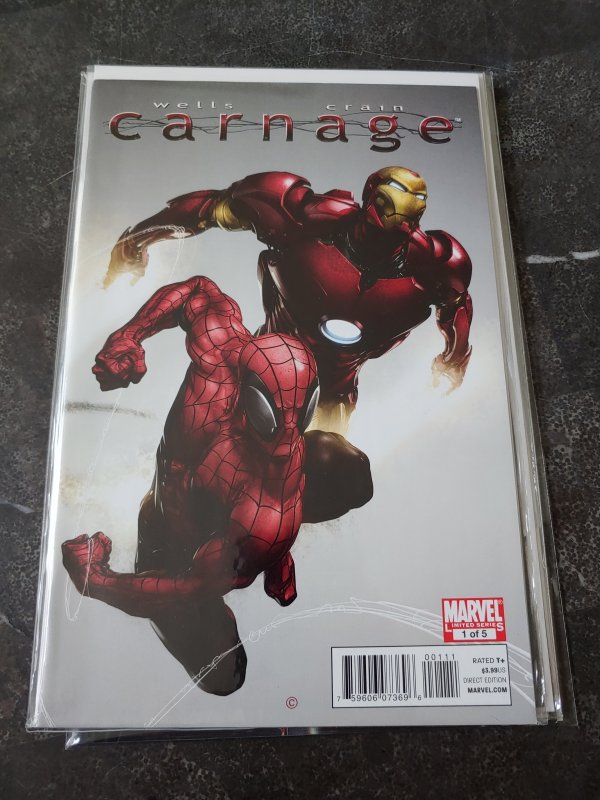 wells crain
carnage™
MARVEL®
LIMITED SERIES
1 of 5
00111
RATED T+
$3.99US
DIRECT EDITION
MARVEL.COM
7 59606 07369 6
©